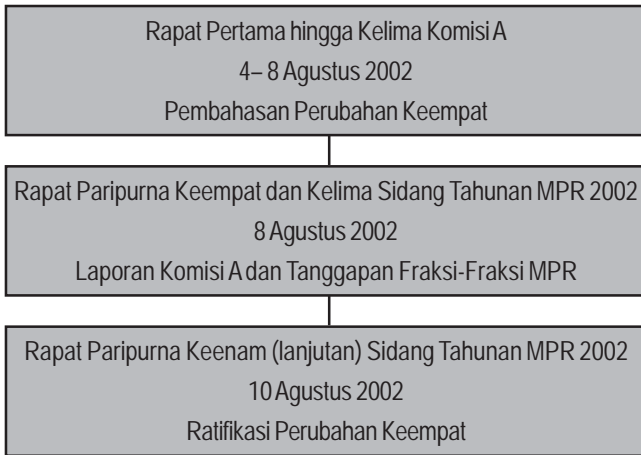 Rapat Pertama hingga Kelima Komisi A
4– 8 Agustus 2002
Pembahasan Perubahan Keempat
Rapat Paripurna Keempat dan Kelima Sidang Tahunan MPR 2002
8 Agustus 2002
Laporan Komisi A dan Tanggapan Fraksi-Fraksi MPR
Rapat Paripurna Keenam (lanjutan) Sidang Tahunan MPR 2002
10 Agustus 2002
Ratifikasi Perubahan Keempat